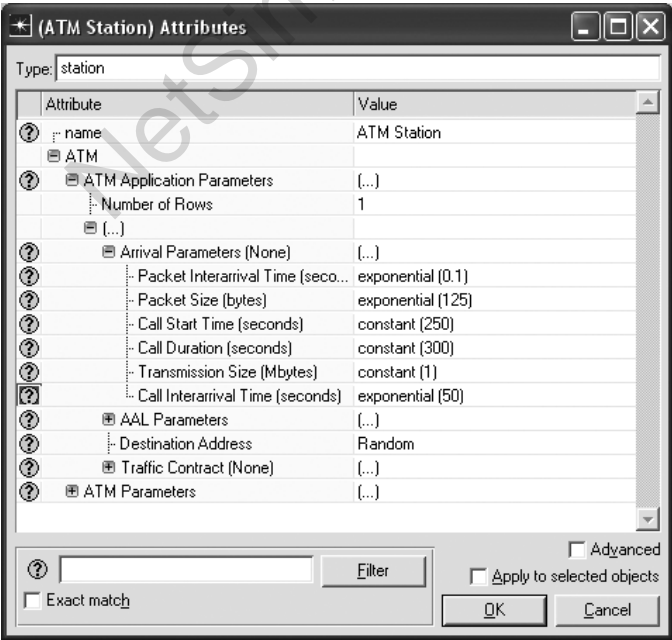 (ATM Station) Attributes
Type: station
Attribute Value
name ATM Station
ATM
ATM Application Parameters (...)
Number of Rows 1
(...)
Arrival Parameters (None) (...)
Packet Interarrival Time (seco... exponential (0.1)
Packet Size (bytes) exponential (125)
Call Start Time (seconds) constant (250)
Call Duration (seconds) constant (300)
Transmission Size (Mbytes) constant (1)
Call Interarrival Time (seconds) exponential (50)
AAL Parameters (...)
Destination Address Random
Traffic Contract (None) (...)
ATM Parameters (...)
Advanced
Filter
Apply to selected objects
Exact match
OK Cancel
NetSim